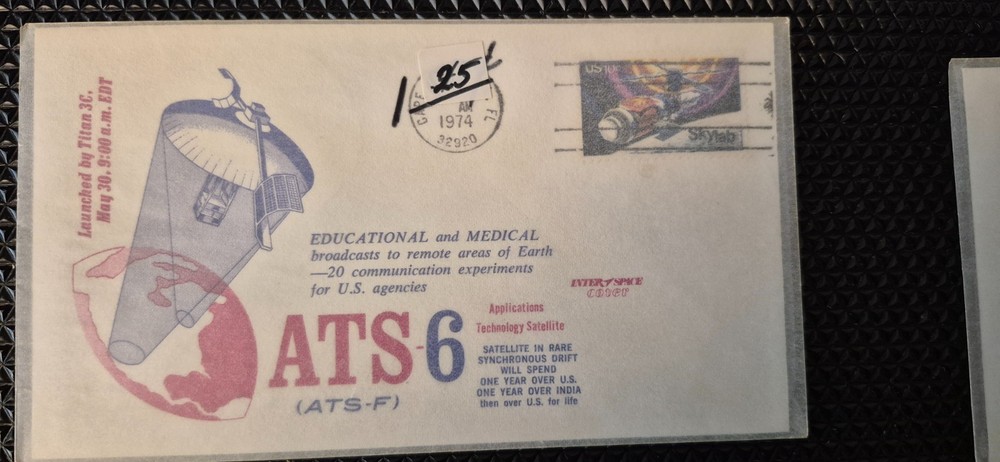 Launched by Titan 3C.
May 30, 9:00 a.m. EDT
25
CAPE
AM
1974
FL
32920
US
Skylab
EDUCATIONAL and MEDICAL
broadcasts to remote areas of Earth
—20 communication experiments
for U.S. agencies
INTER SPACE
cover
ATS-6
(ATS-F)
Applications
Technology Satellite
SATELLITE IN RARE
SYNCHRONOUS DRIFT
WILL SPEND
ONE YEAR OVER U.S.
ONE YEAR OVER INDIA
then over U.S. for life